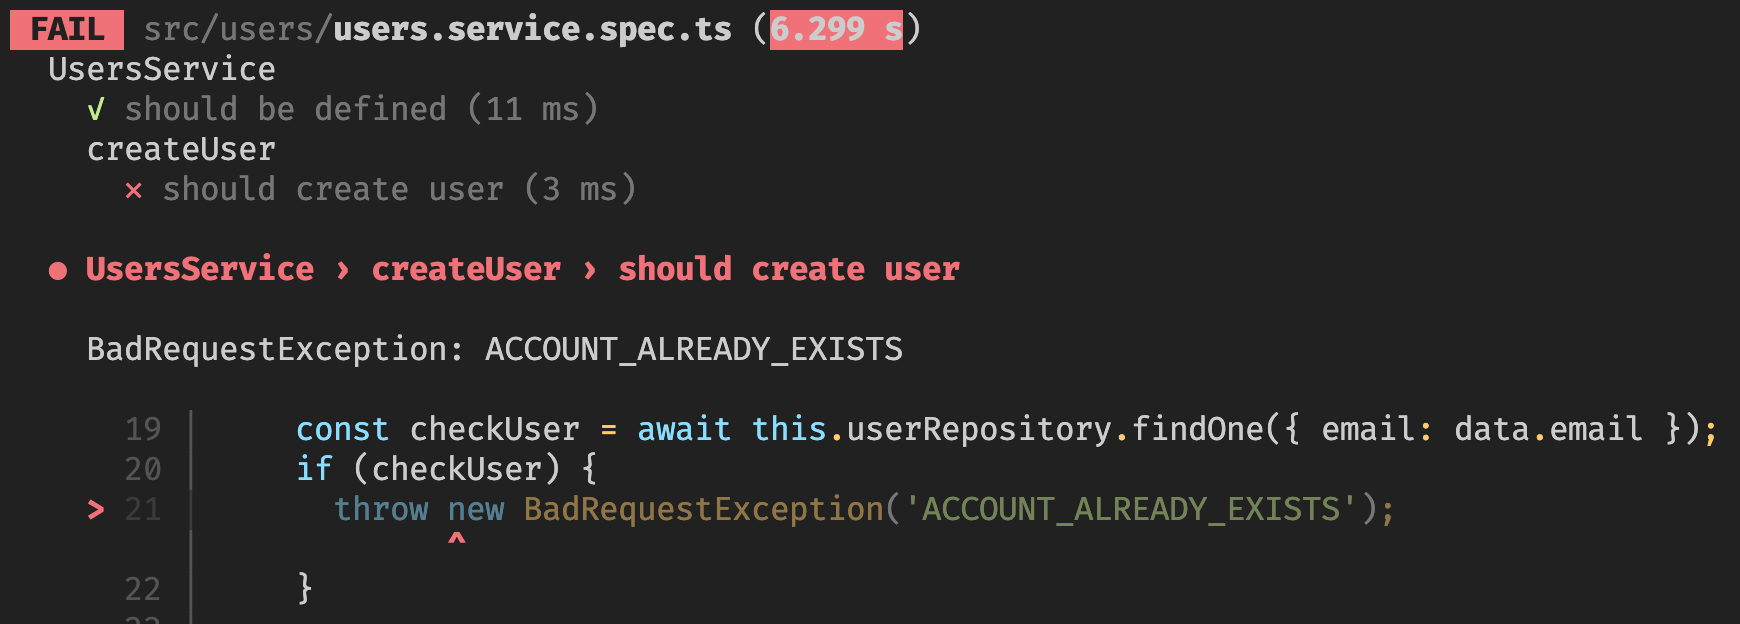 FAIL src/users/users.service.spec.ts (6.299 s)
UsersService
√ should be defined (11 ms)
createUser
× should create user (3 ms)
● UsersService › createUser › should create user
BadRequestException: ACCOUNT_ALREADY_EXISTS
19 | const checkUser = await this.userRepository.findOne({ email: data.email });
20 | if (checkUser) {
> 21 | throw new BadRequestException('ACCOUNT_ALREADY_EXISTS');
| ^
22 | }